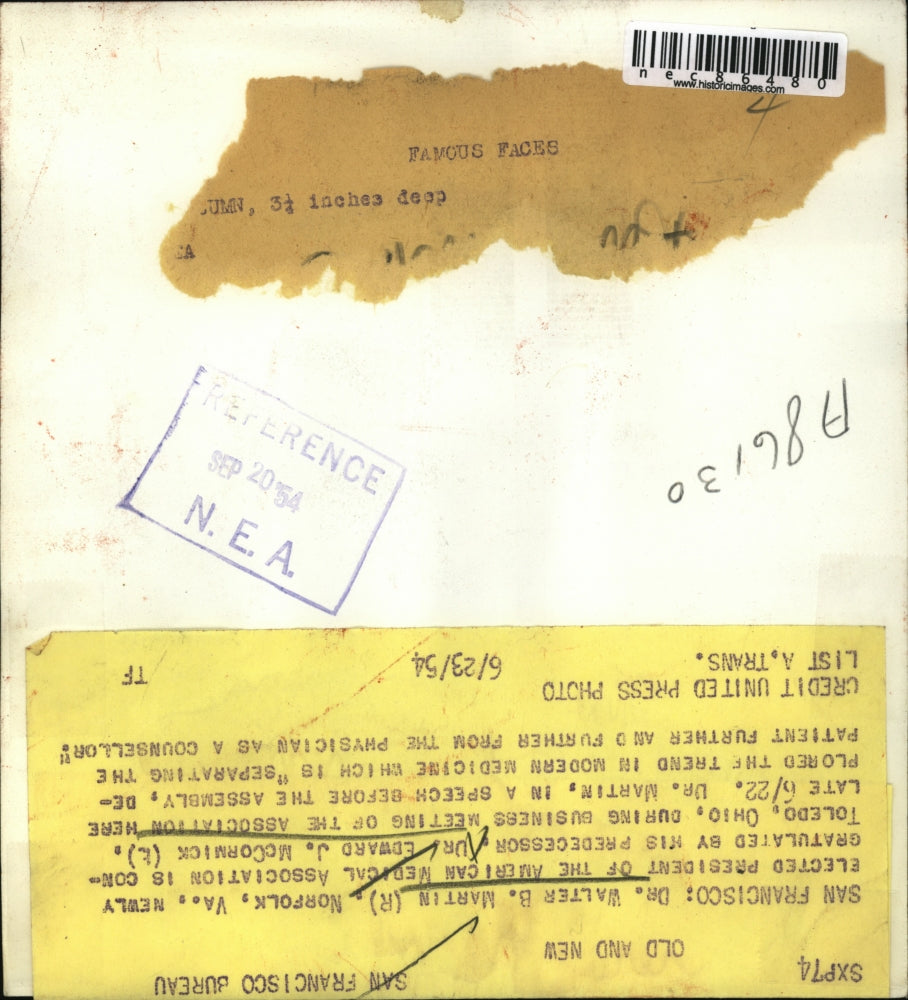 nec86480
www.historicimages.com
4
FAMOUS FACES
UMN, 3½ inches deep
EA
A86130
REFERENCE
SEP 20 '54
N.E.A.
SXP74 SAN FRANCISCO BUREAU
OLD AND NEW
SAN FRANCISCO: DR. WALTER B. MARTIN (R), NORFOLK, VA., NEWLY
ELECTED PRESIDENT OF THE AMERICAN MEDICAL ASSOCIATION IS CON-
GRATULATED BY HIS PREDECESSOR, DR. EDWARD J. MCCORMICK (L),
TOLEDO, OHIO, DURING BUSINESS MEETING OF THE ASSOCIATION HERE
LATE 6/22. DR. MARTIN, IN A SPEECH BEFORE THE ASSEMBLY, DE-
PLORED THE TREND IN MODERN MEDICINE WHICH IS "SEPARATING THE
PATIENT FURTHER AND FURTHER FROM THE PHYSICIAN AS A COUNSELLOR"
CREDIT UNITED PRESS PHOTO
LIST A, TRANS. 6/23/54 TF